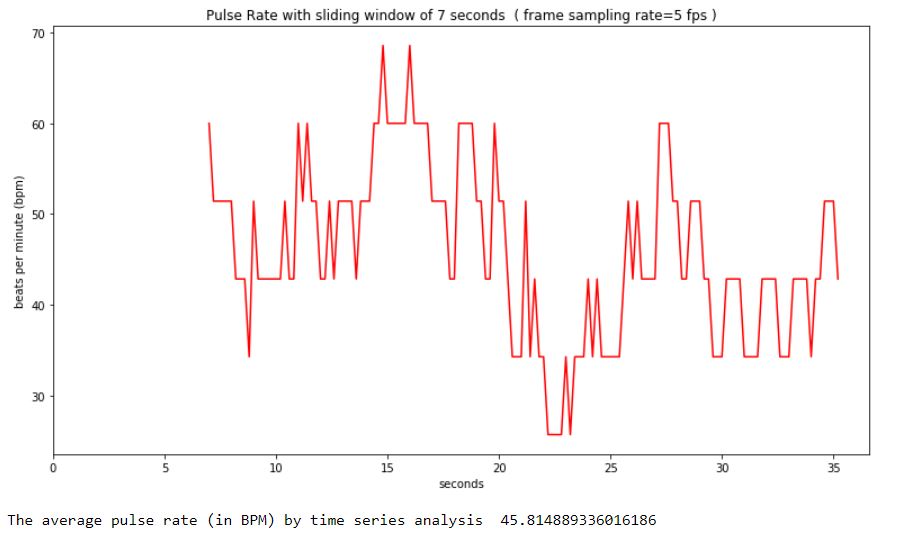 Pulse Rate with sliding window of 7 seconds  ( frame sampling rate=5 fps )
70
60
50
40
30
beats per minute (bpm)
0 5 10 15 20 25 30 35
seconds
The average pulse rate (in BPM) by time series analysis  45.814889336016186